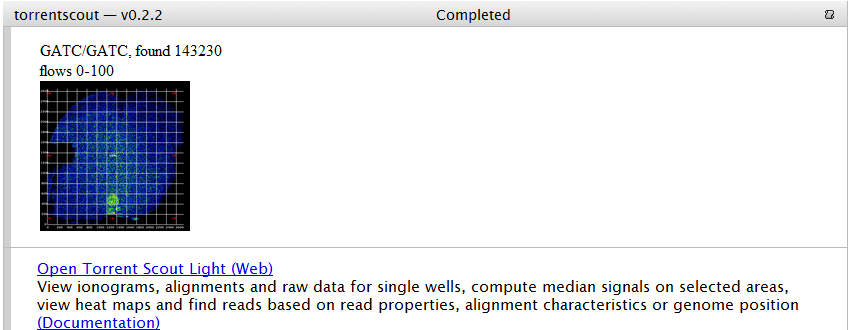 torrentscout — v0.2.2 Completed
GATC/GATC, found 143230
flows 0-100
Open Torrent Scout Light (Web)
View ionograms, alignments and raw data for single wells, compute median signals on selected areas,
view heat maps and find reads based on read properties, alignment characteristics or genome position
(Documentation)